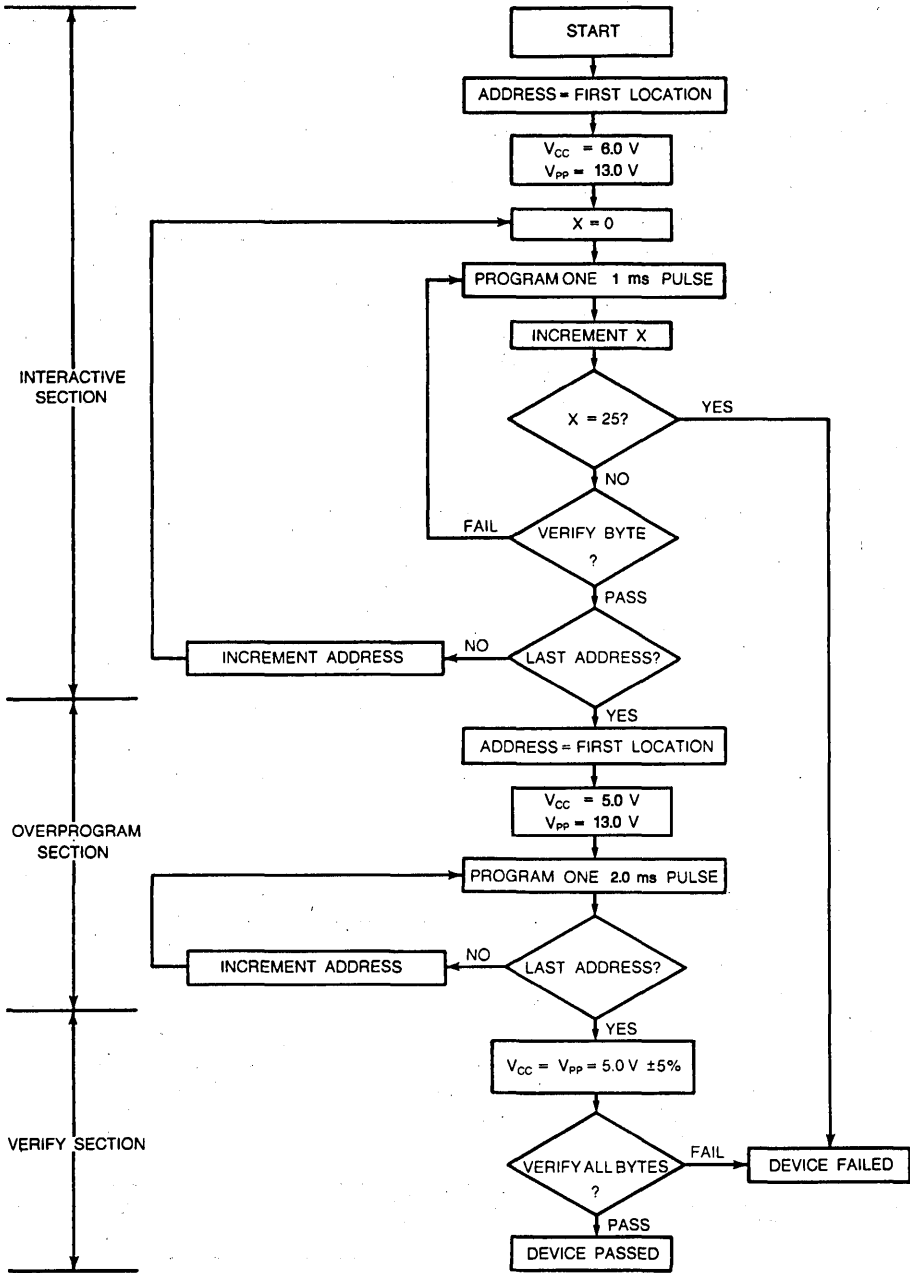 START
ADDRESS = FIRST LOCATION
VCC = 6.0 V
VPP = 13.0 V
X = 0
PROGRAM ONE 1 ms PULSE
INCREMENT X
INTERACTIVE
SECTION
X = 25?
YES
NO
FAIL
VERIFY BYTE
?
PASS
INCREMENT ADDRESS
NO
LAST ADDRESS?
YES
ADDRESS = FIRST LOCATION
VCC = 5.0 V
VPP = 13.0 V
OVERPROGRAM
SECTION
PROGRAM ONE 2.0 ms PULSE
INCREMENT ADDRESS
NO
LAST ADDRESS?
YES
VCC = VPP = 5.0 V ±5%
VERIFY SECTION
VERIFY ALL BYTES
?
FAIL
DEVICE FAILED
PASS
DEVICE PASSED